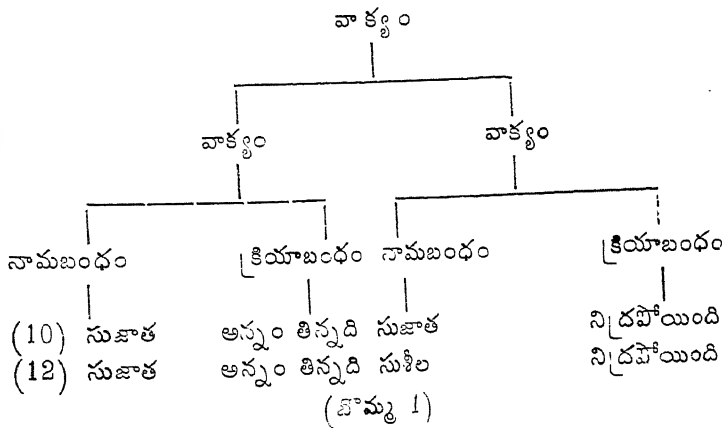 వాక్యం
వాక్యం వాక్యం
నామబంధం క్రియాబంధం నామబంధం క్రియాబంధం
(10) సుజాత అన్నం తిన్నది సుజాత నిద్రపోయింది
(12) సుజాత అన్నం తిన్నది సుశీల నిద్రపోయింది
(బొమ్మ 1)